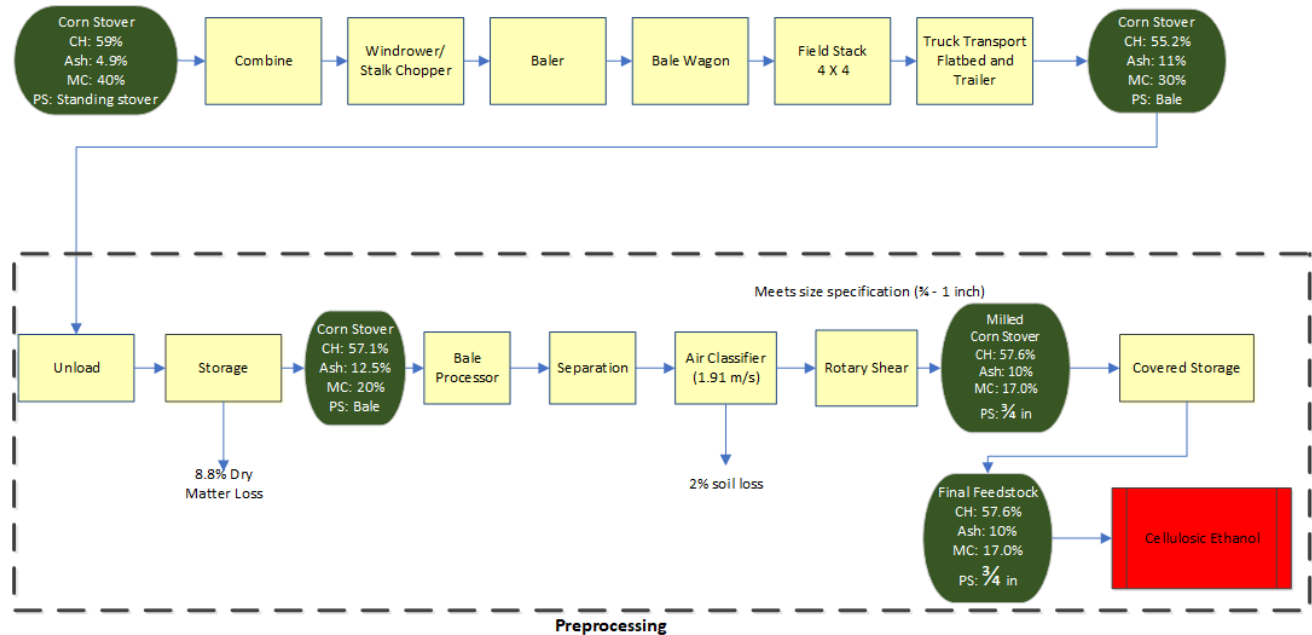 Corn Stover
CH: 59%
Ash: 4.9%
MC: 40%
PS: Standing stover
Combine
Windrower/
Stalk Chopper
Baler
Bale Wagon
Field Stack
4 X 4
Truck Transport
Flatbed and
Trailer
Corn Stover
CH: 55.2%
Ash: 11%
MC: 30%
PS: Bale
Meets size specification (¾ - 1 inch)
Unload
Storage
Corn Stover
CH: 57.1%
Ash: 12.5%
MC: 20%
PS: Bale
Bale
Processor
Separation
Air Classifier
(1.91 m/s)
Rotary Shear
Milled
Corn Stover
CH: 57.6%
Ash: 10%
MC: 17.0%
PS: ¾ in
Covered Storage
8.8% Dry
Matter Loss
2% soil loss
Final Feedstock
CH: 57.6%
Ash: 10%
MC: 17.0%
PS: ¾ in
Cellulosic Ethanol
Preprocessing